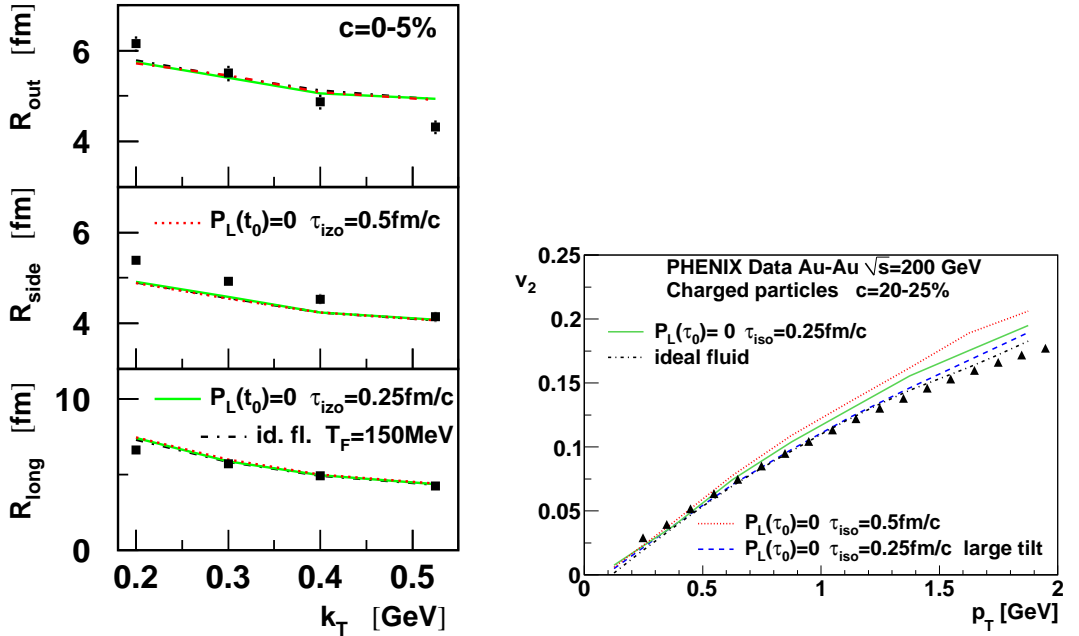 c=0-5%
R_out [fm]
6
4
P_L(t_0)=0 τ_izo=0.5fm/c
R_side [fm]
6
4
P_L(t_0)=0 τ_izo=0.25fm/c
id. fl. T_F=150MeV
R_long [fm]
10
0
0.2 0.3 0.4 0.5
k_T [GeV]
v_2
0.25
0.2
0.15
0.1
0.05
0
PHENIX Data Au-Au √s=200 GeV
Charged particles c=20-25%
P_L(τ_0)= 0 τ_iso=0.25fm/c
ideal fluid
P_L(τ_0)=0 τ_iso=0.5fm/c
P_L(τ_0)=0 τ_iso=0.25fm/c large tilt
0 0.5 1 1.5 2
p_T [GeV]